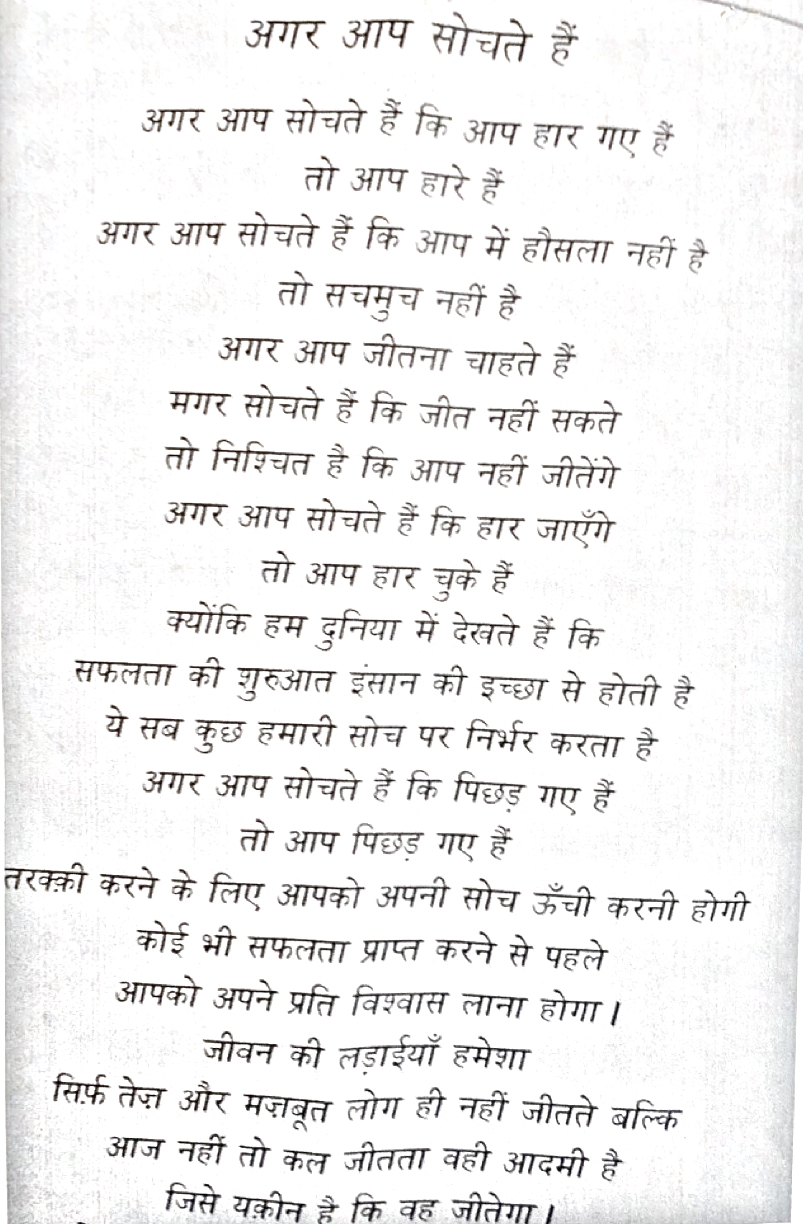 अगर आप सोचते हैं
अगर आप सोचते हैं कि आप हार गए हैं
तो आप हारे हैं
अगर आप सोचते हैं कि आप में हौसला नहीं है
तो सचमुच नहीं है
अगर आप जीतना चाहते हैं
मगर सोचते हैं कि जीत नहीं सकते
तो निश्चित है कि आप नहीं जीतेंगे
अगर आप सोचते हैं कि हार जाएँगे
तो आप हार चुके हैं
क्योंकि हम दुनिया में देखते हैं कि
सफलता की शुरुआत इंसान की इच्छा से होती है
ये सब कुछ हमारी सोच पर निर्भर करता है
अगर आप सोचते हैं कि पिछड़ गए हैं
तो आप पिछड़ गए हैं
तरक्क़ी करने के लिए आपको अपनी सोच ऊँची करनी होगी
कोई भी सफलता प्राप्त करने से पहले
आपको अपने प्रति विश्वास लाना होगा।
जीवन की लड़ाईयाँ हमेशा
सिर्फ़ तेज़ और मज़बूत लोग ही नहीं जीतते बल्कि
आज नहीं तो कल जीतता वही आदमी है
जिसे यक़ीन है कि वह जीतेगा।